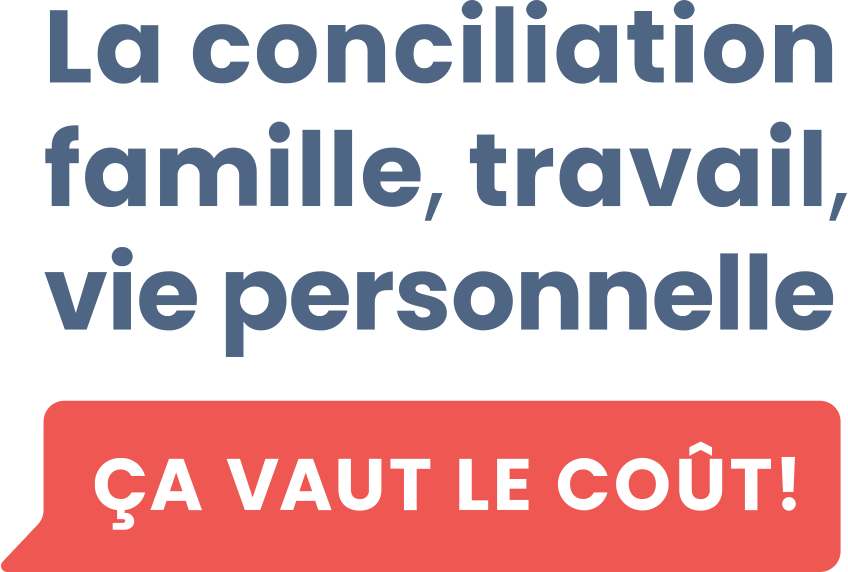 La conciliation
famille, travail,
vie personnelle
ÇA VAUT LE COÛT!